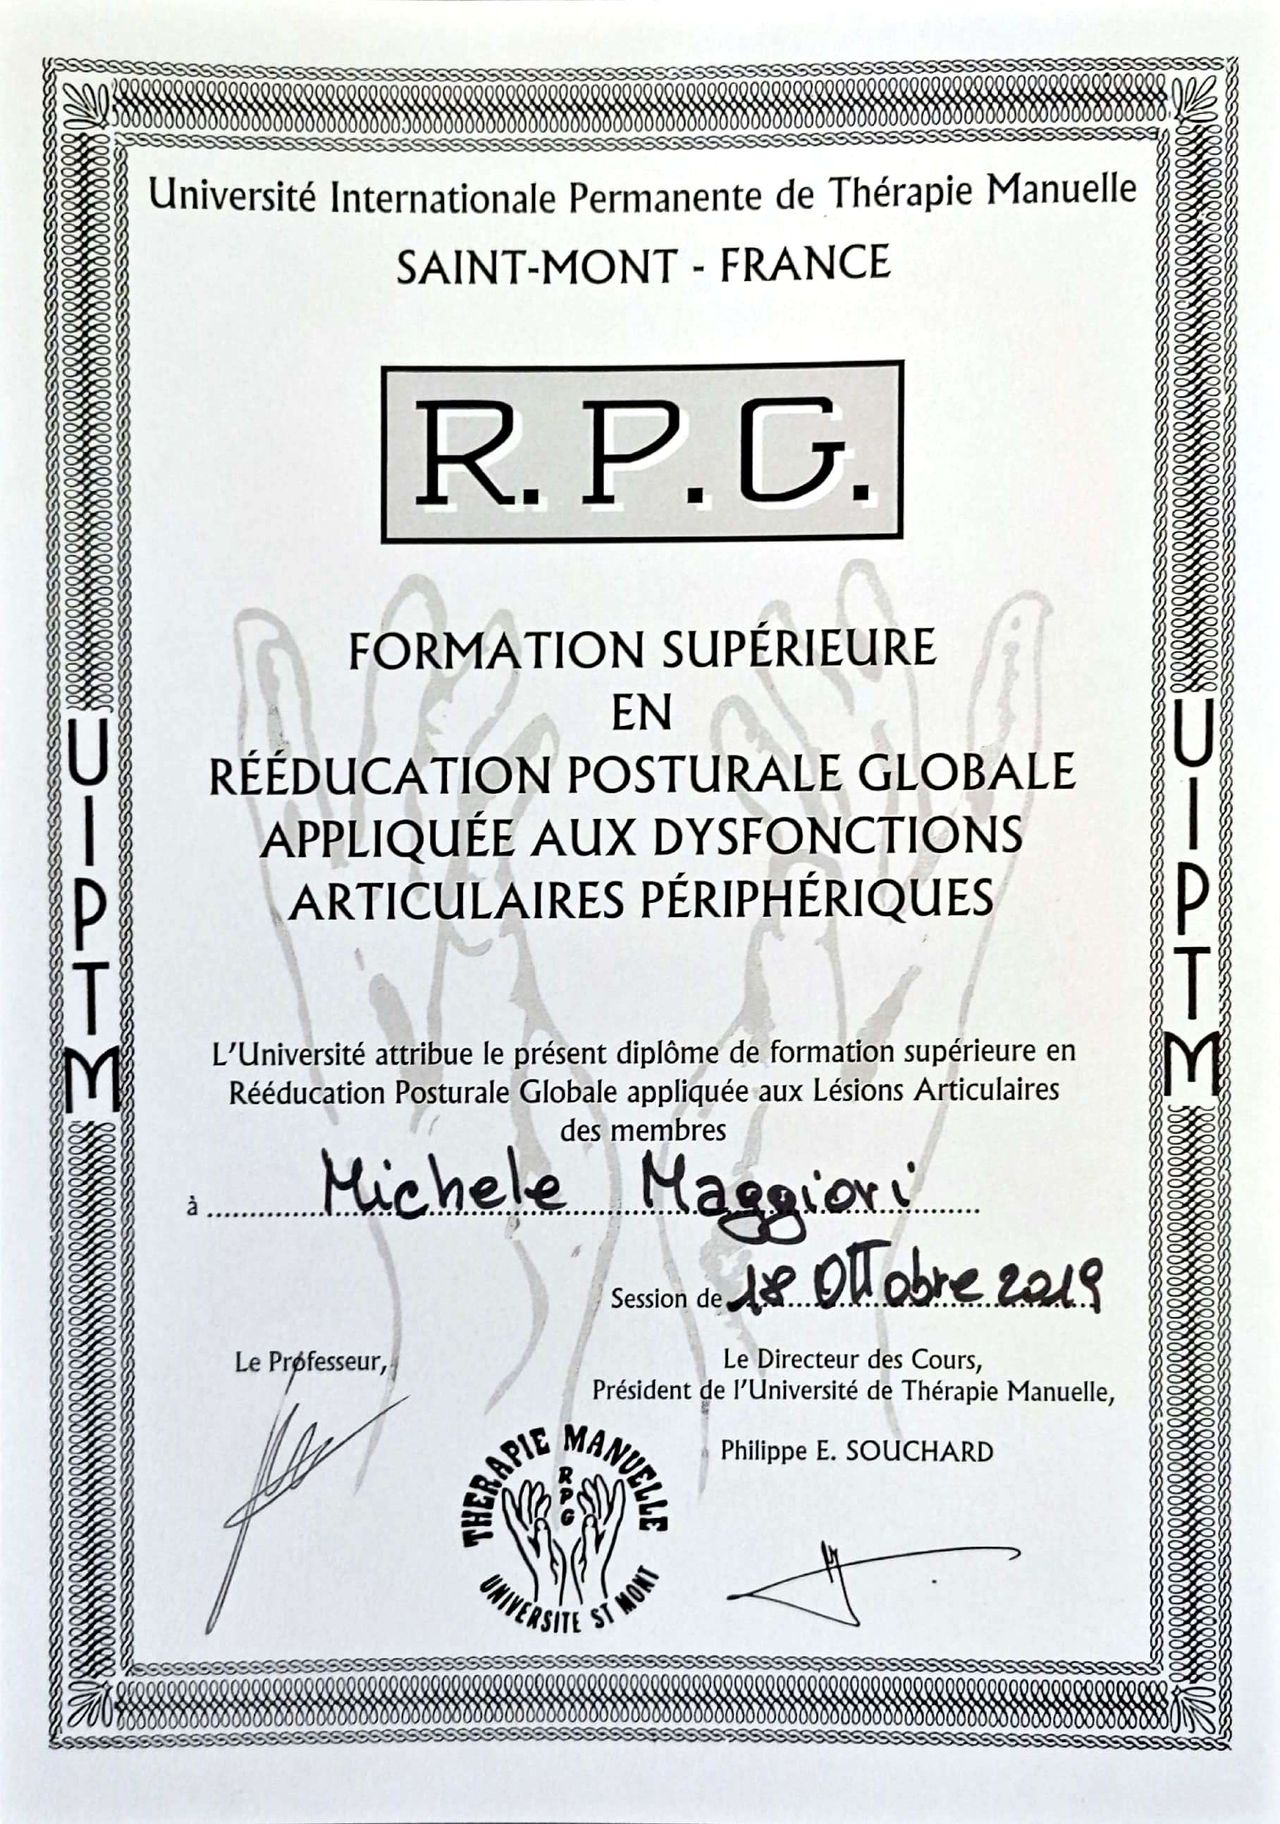 Université Internationale Permanente de Thérapie Manuelle
SAINT-MONT - FRANCE
R.P.G.
FORMATION SUPÉRIEURE
EN
RÉÉDUCATION POSTURALE GLOBALE
APPLIQUÉE AUX DYSFONCTIONS
ARTICULAIRES PÉRIPHÉRIQUES
UIPTM
UIPTM
L'Université attribue le présent diplôme de formation supérieure en
Rééducation Posturale Globale appliquée aux Lésions Articulaires
des membres
à Michele Maggiori
Session de 18 Ottobre 2019
Le Professeur,
Le Directeur des Cours,
Président de l'Université de Thérapie Manuelle,
Philippe E. SOUCHARD
THERAPIE MANUELLE
RPG
UNIVERSITE ST MONT